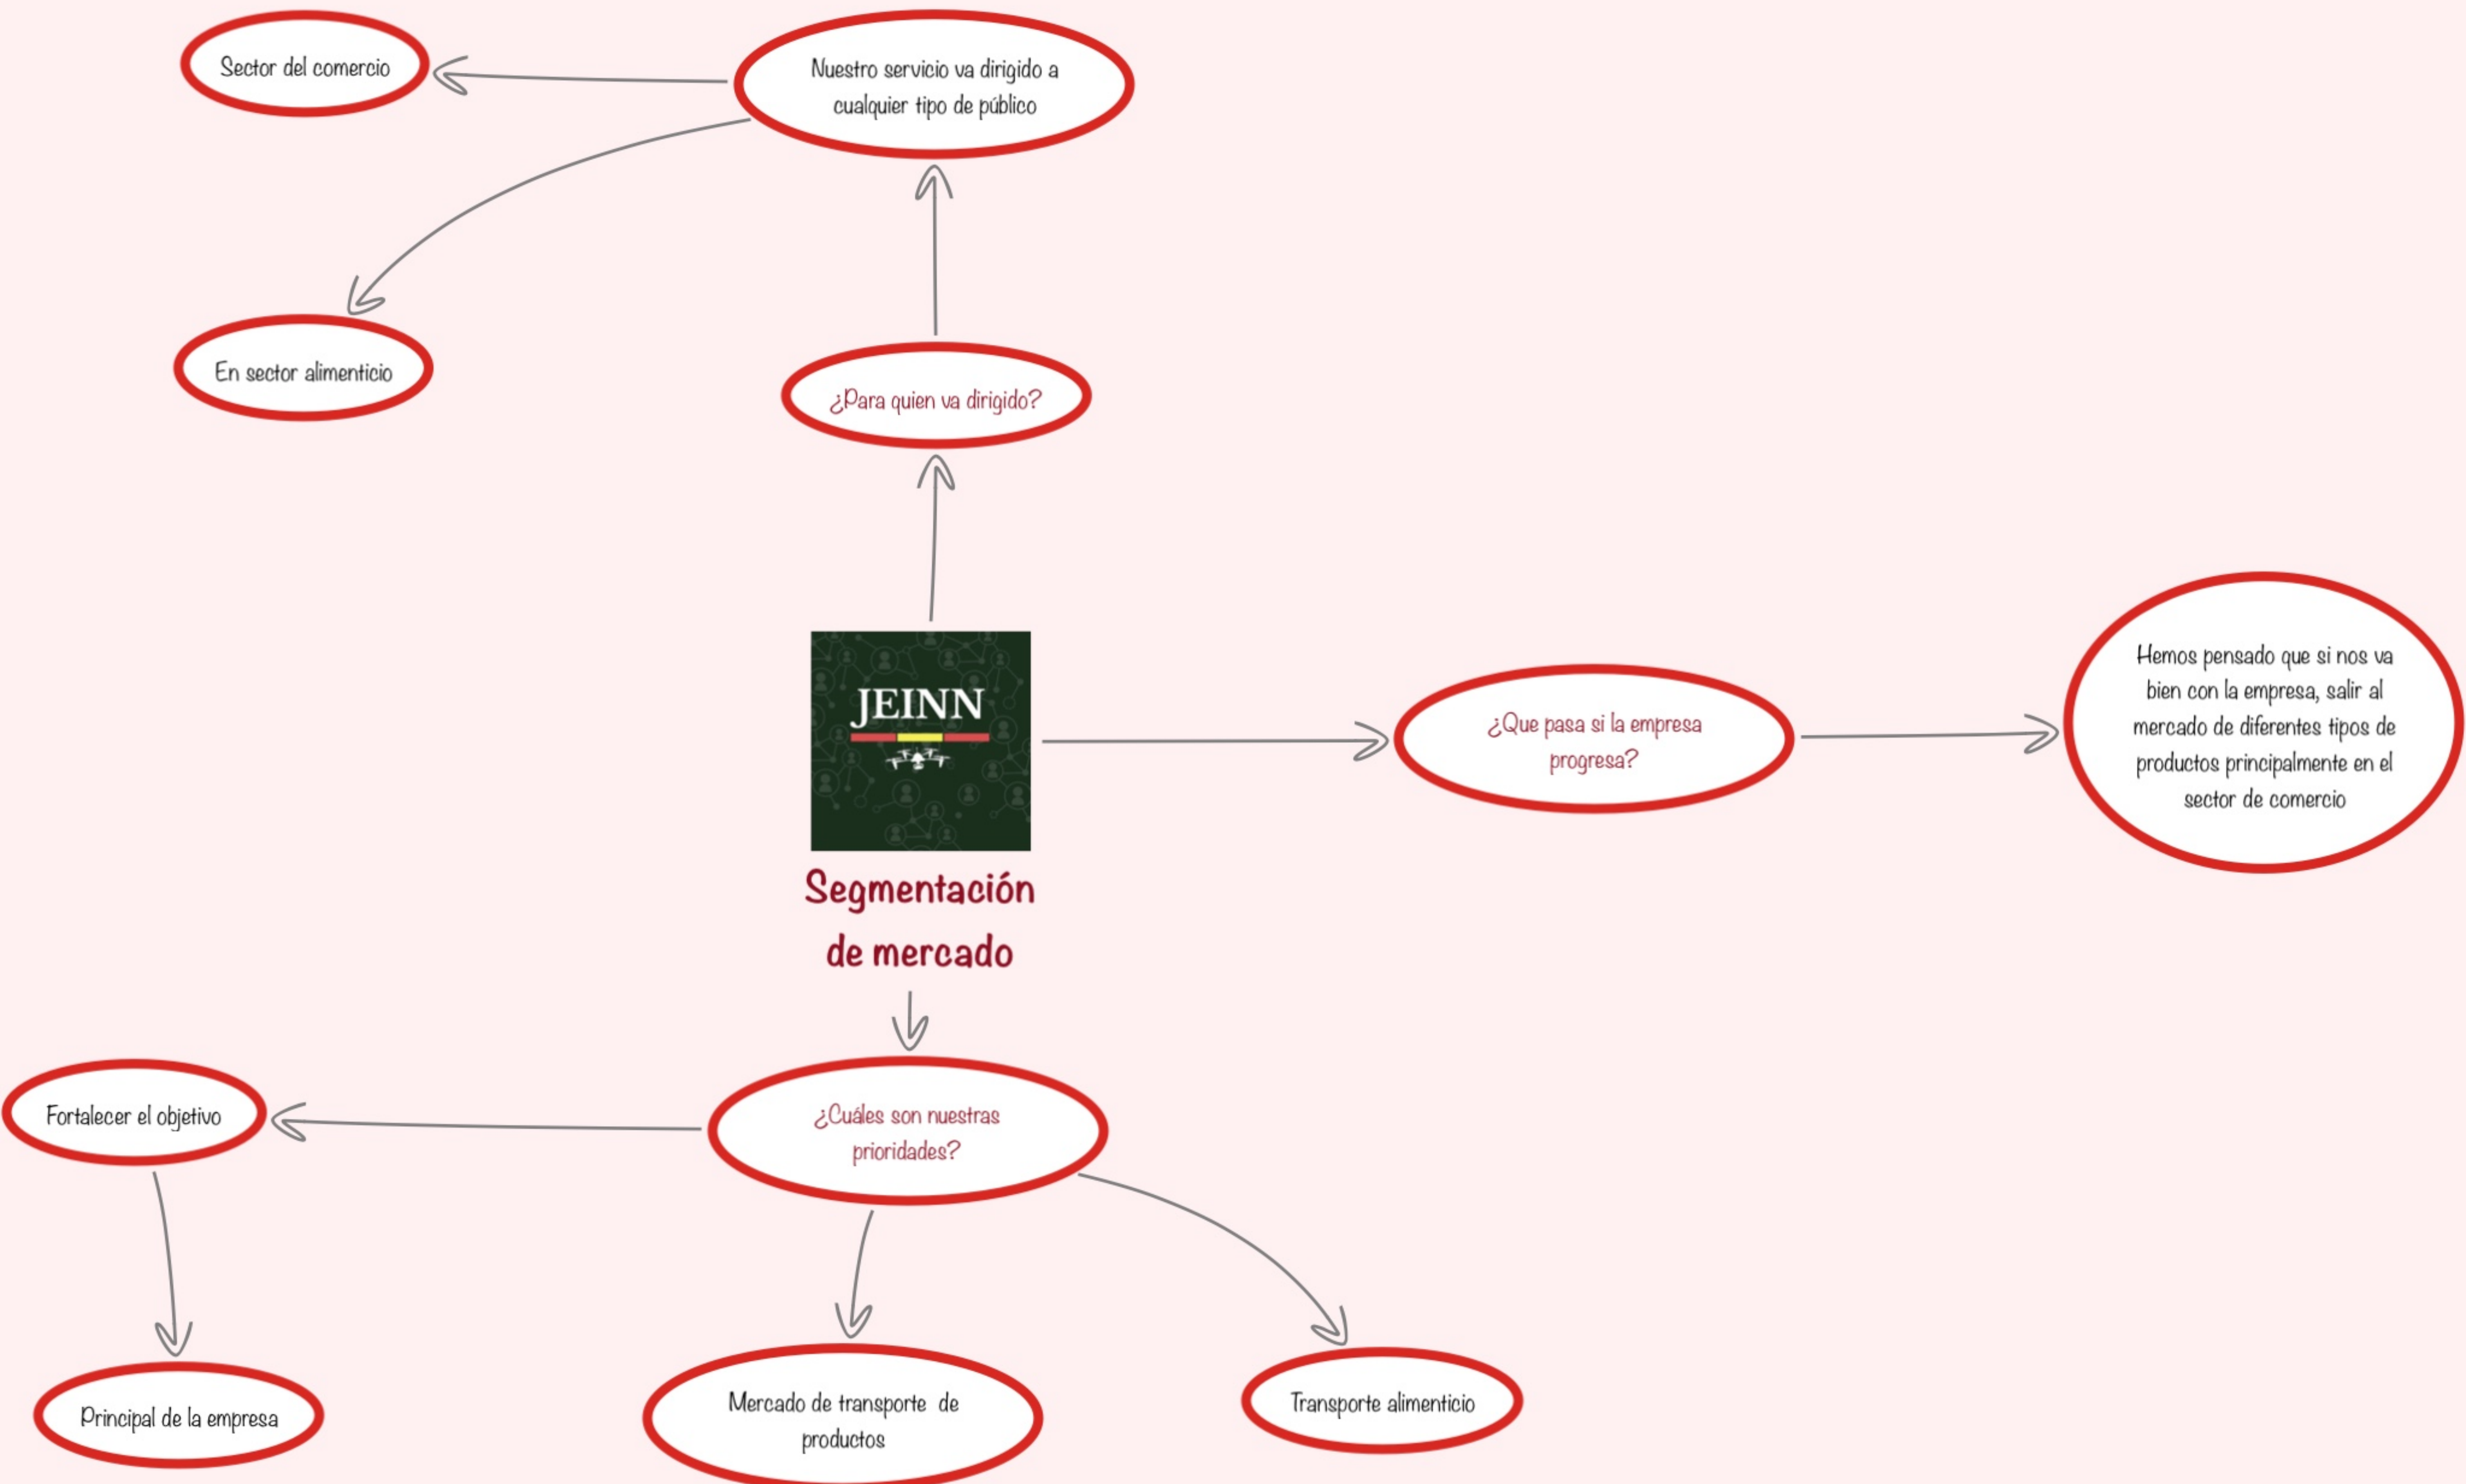 Sector del comercio
Nuestro servicio va dirigido a
cualquier tipo de público
En sector alimenticio
¿Para quien va dirigido?
JEINN
Segmentación
de mercado
¿Que pasa si la empresa
progresa?
Hemos pensado que si nos va
bien con la empresa, salir al
mercado de diferentes tipos de
productos principalmente en el
sector de comercio
Fortalecer el objetivo
¿Cuáles son nuestras
prioridades?
Principal de la empresa
Mercado de transporte  de
productos
Transporte alimenticio